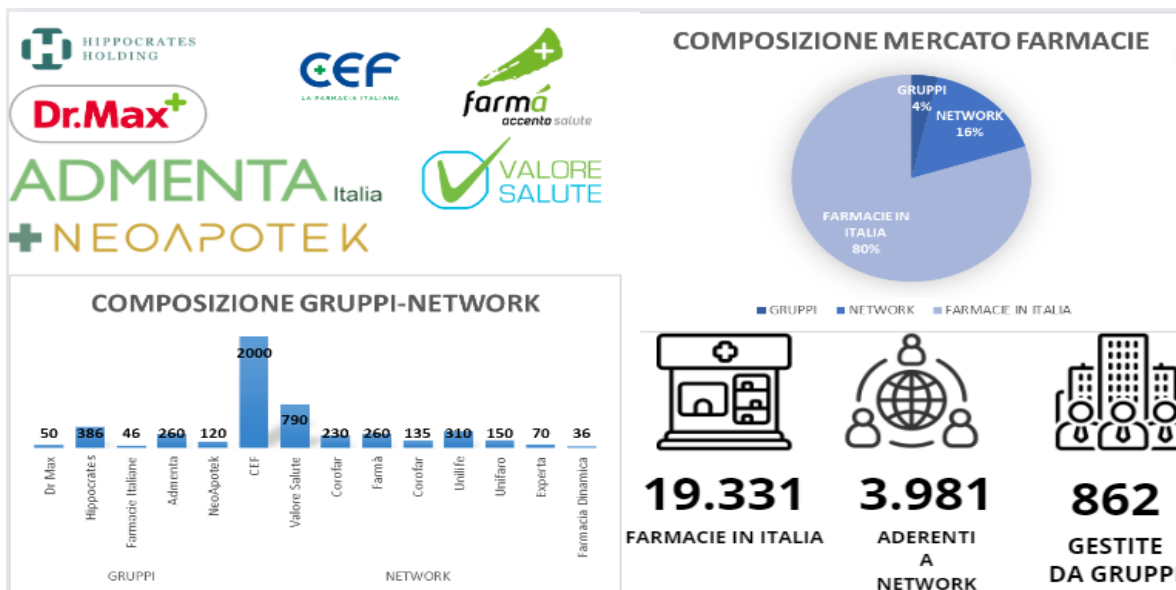 HIPPOCRATES
HOLDING
CEF
LA FARMACIA ITALIANA
farmá
accento salute
Dr.Max+
ADMENTA Italia
VALORE
SALUTE
NEOAPOTEK
COMPOSIZIONE MERCATO FARMACIE
GRUPPI
4%
NETWORK
16%
FARMACIE IN
ITALIA
80%
GRUPPI NETWORK FARMACIE IN ITALIA
COMPOSIZIONE GRUPPI-NETWORK
50 386 46 260 120 2000 790 230 260 135 310 150 70 36
Dr Max
Hippocrates
Farmacie Italiane
Admenta
NeoApotek
CEF
Valore Salute
Corofar
Farmà
Corofar
Unilife
Unifaro
Experta
Farmacia Dinamica
GRUPPI NETWORK
19.331
FARMACIE IN ITALIA
3.981
ADERENTI
A
NETWORK
862
GESTITE
DA GRUPPI